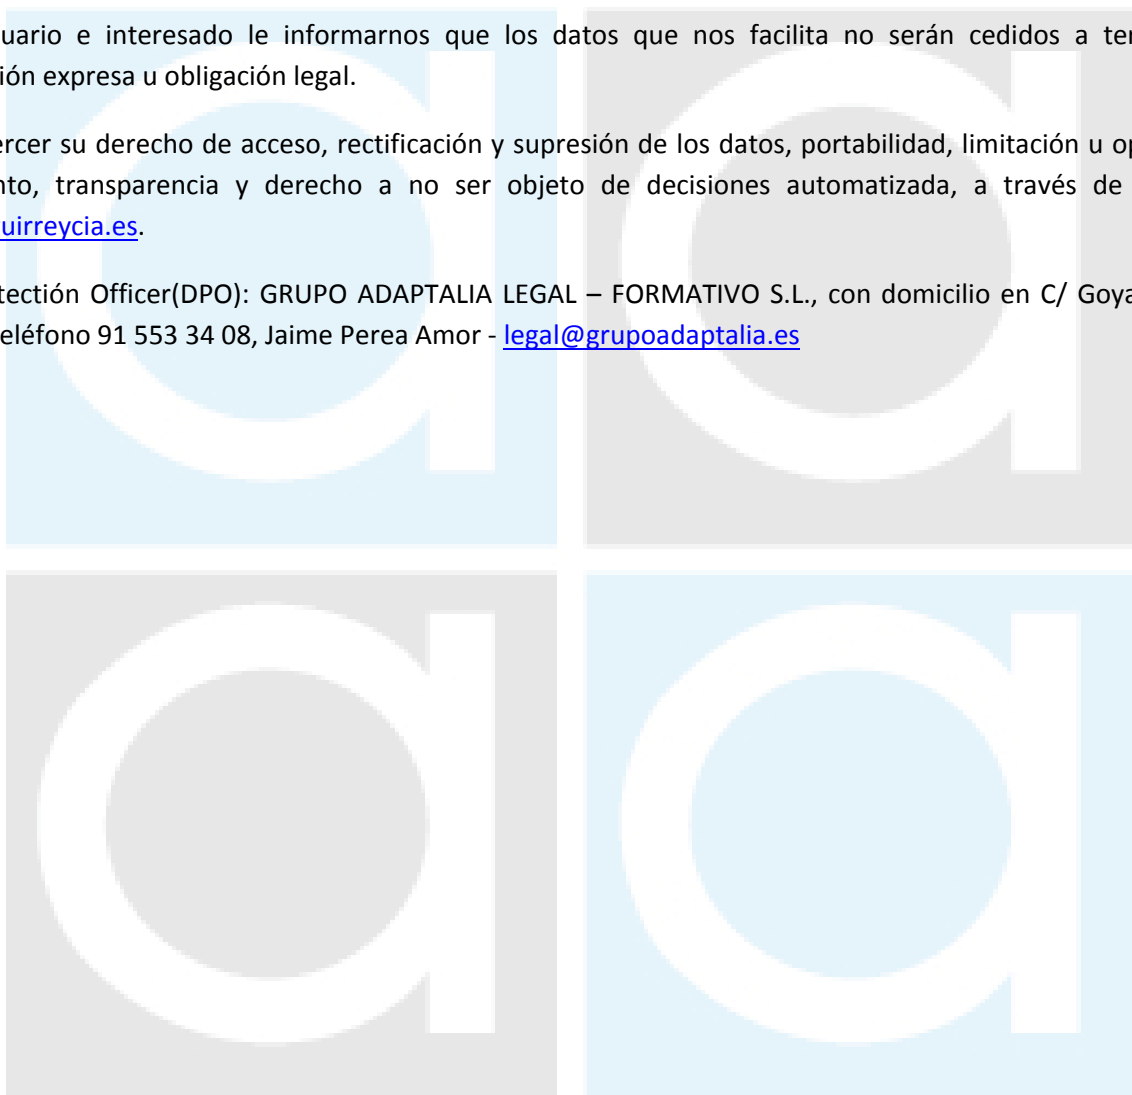 uario e interesado le informarnos que los datos que nos facilita no serán cedidos a ter
ión expresa u obligación legal.
ercer su derecho de acceso, rectificación y supresión de los datos, portabilidad, limitación u op
nto, transparencia y derecho a no ser objeto de decisiones automatizada, a través de
uirreycia.es.
tectión Officer(DPO): GRUPO ADAPTALIA LEGAL – FORMATIVO S.L., con domicilio en C/ Goya
eléfono 91 553 34 08, Jaime Perea Amor - legal@grupoadaptalia.es